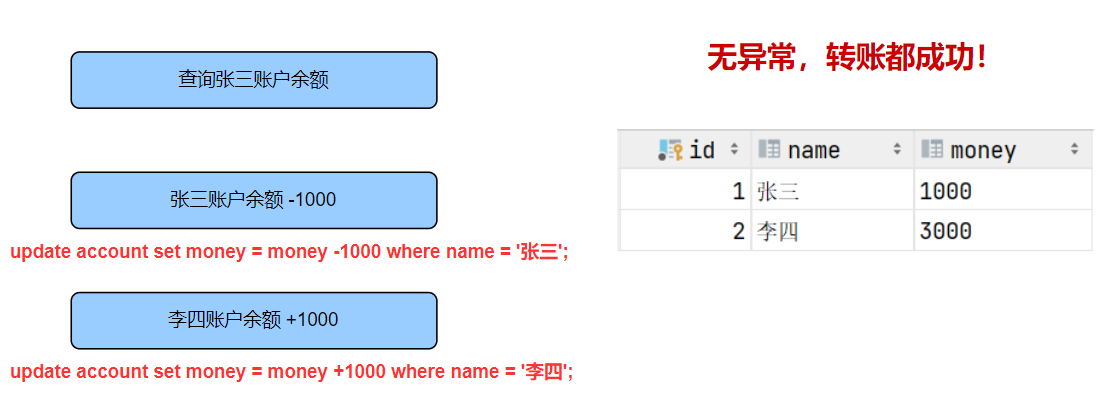 查询张三账户余额
张三账户余额 -1000
update account set money = money -1000 where name = '张三';
李四账户余额 +1000
update account set money = money +1000 where name = '李四';
无异常，转账都成功！
id name money
1 张三 1000
2 李四 3000